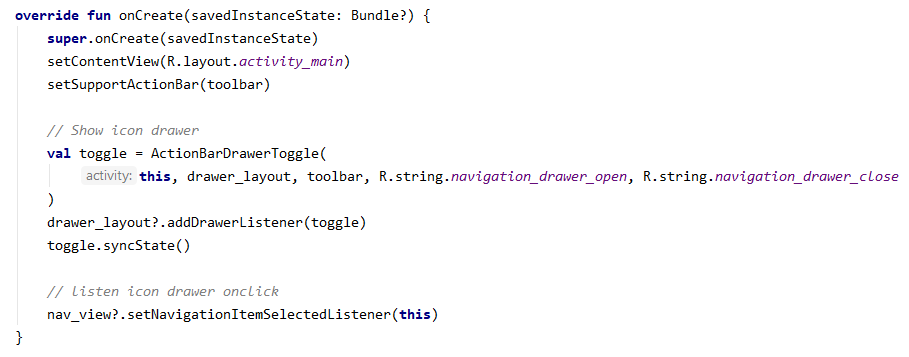 override fun onCreate(savedInstanceState: Bundle?) {
super.onCreate(savedInstanceState)
setContentView(R.layout.activity_main)
setSupportActionBar(toolbar)
// Show icon drawer
val toggle = ActionBarDrawerToggle(
activity: this, drawer_layout, toolbar, R.string.navigation_drawer_open, R.string.navigation_drawer_close
)
drawer_layout?.addDrawerListener(toggle)
toggle.syncState()
// listen icon drawer onclick
nav_view?.setNavigationItemSelectedListener(this)
}